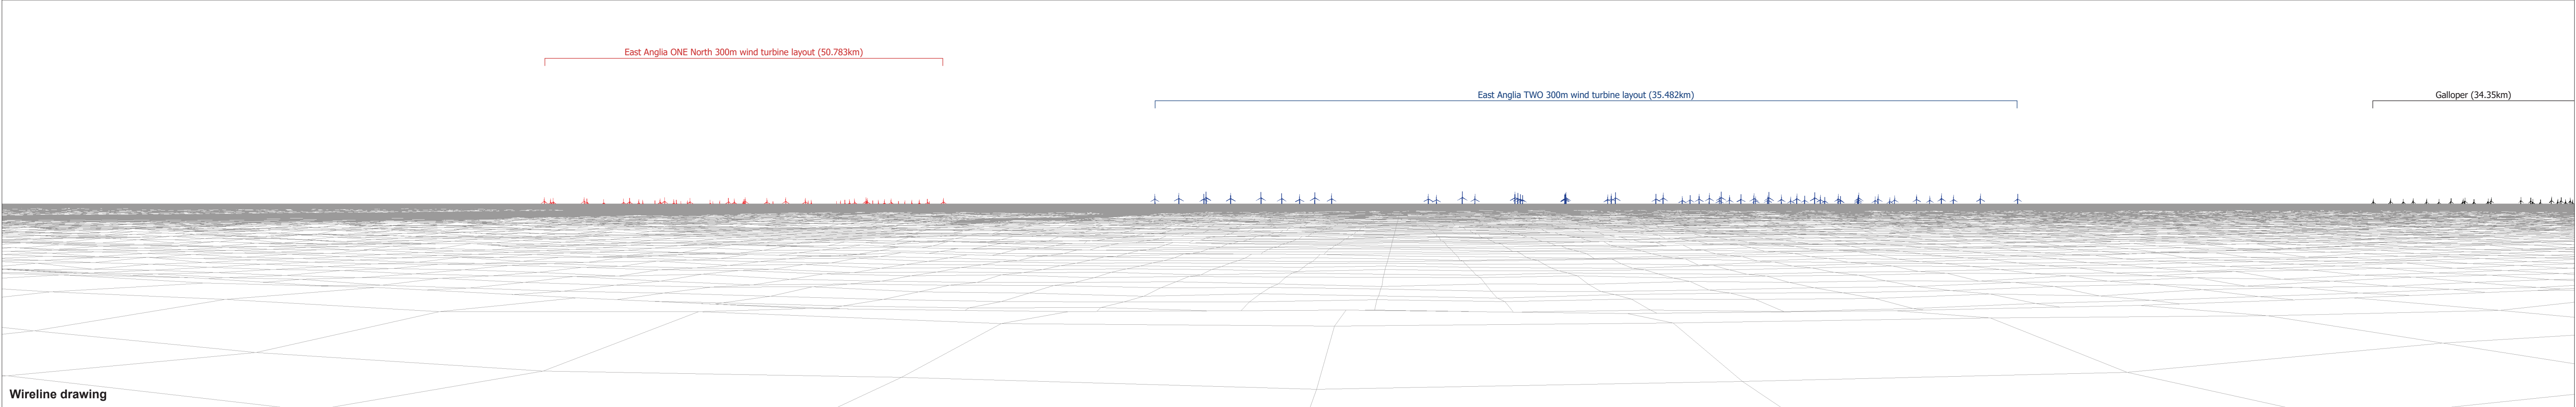 East Anglia ONE North 300m wind turbine layout (50.783km)
East Anglia TWO 300m wind turbine layout (35.482km)
Galloper (34.35km)
Wireline drawing